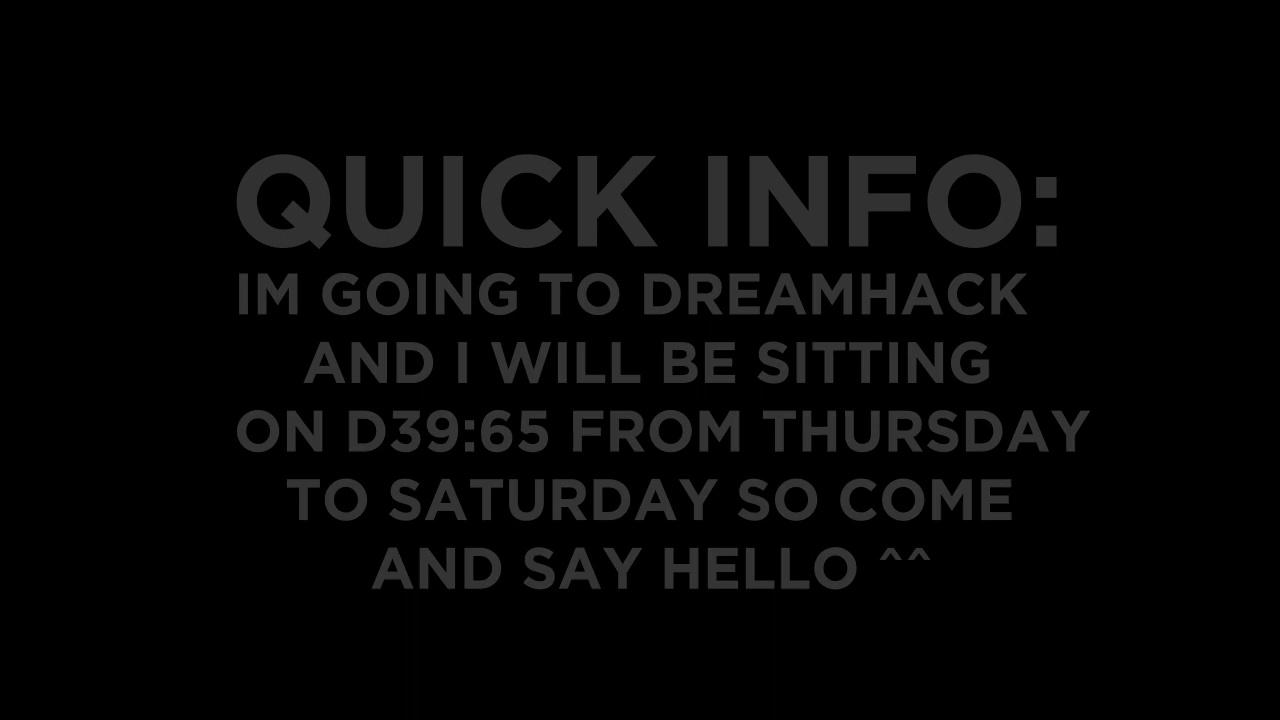 QUICK INFO:
IM GOING TO DREAMHACK
AND I WILL BE SITTING
ON D39:65 FROM THURSDAY
TO SATURDAY SO COME
AND SAY HELLO ^^